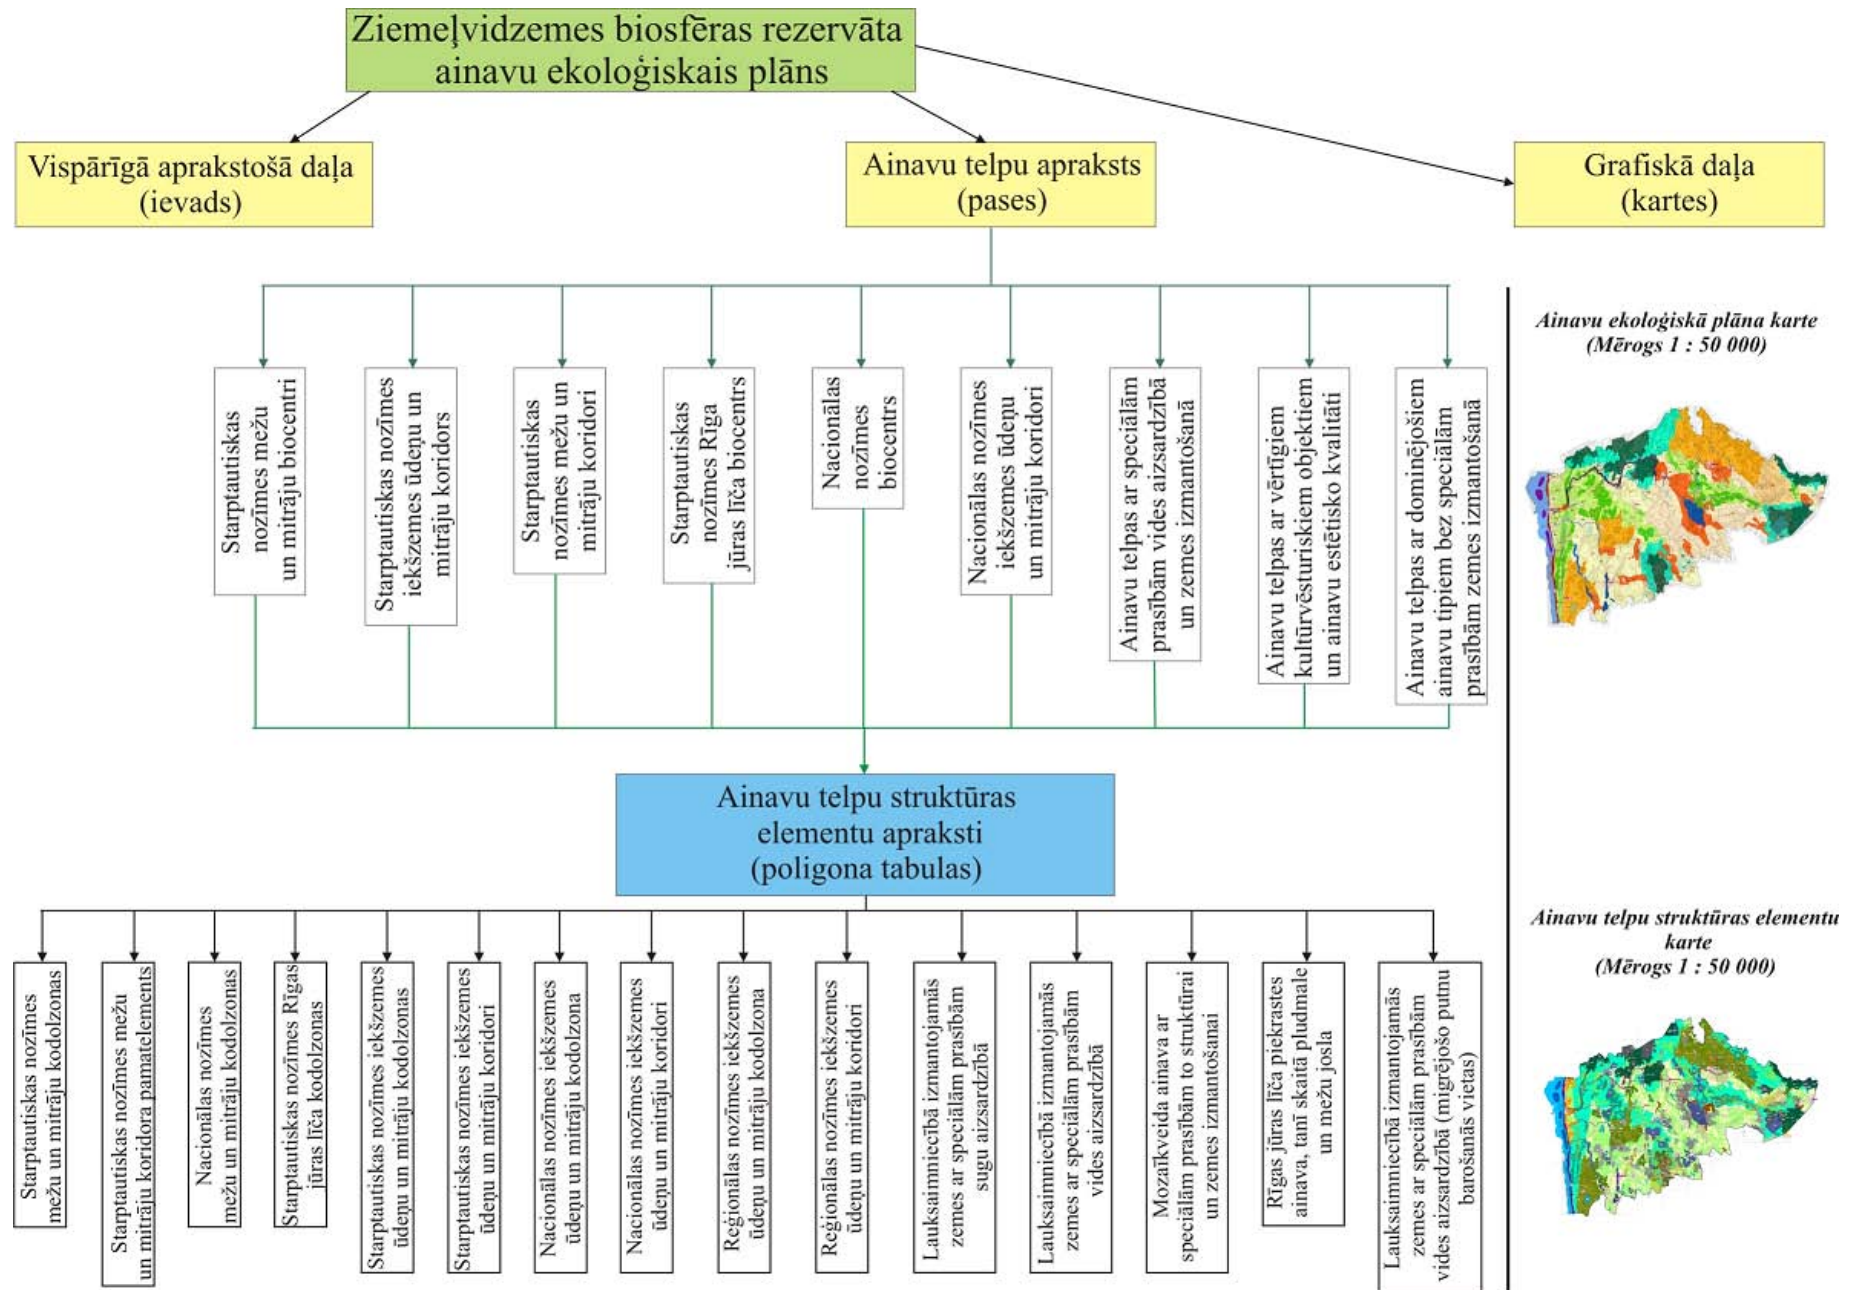 Ziemeļvidzemes biosfēras rezervāta
ainavu ekoloģiskais plāns
Vispārīgā aprakstošā daļa
(ievads)
Ainavu telpu apraksts
(pases)
Grafiskā daļa
(kartes)
Starptautiskas
nozīmes mežu
un mitrāju biocentri
Starptautiskas nozīmes
iekšzemes ūdeņu un
mitrāju koridors
Starptautiskas
nozīmes mežu un
mitrāju koridori
Starptautiskas
nozīmes Rīga
jūras līča biocentrs
Nacionālas
nozīmes
biocentrs
Nacionālas nozīmes
iekšzemes ūdeņu
un mitrāju koridori
Ainavu telpas ar speciālām
prasībām vides aizsardzībā
un zemes izmantošanā
Ainavu telpas ar vērtīgiem
kultūrvēsturiskiem objektiem
un ainavu estētisko kvalitāti
Ainavu telpas ar dominējošiem
ainavu tipiem bez speciālām
prasībām zemes izmantošanā
Ainavu ekoloģiskā plāna karte
(Mērogs 1 : 50 000)
Ainavu telpu struktūras
elementu apraksti
(poligona tabulas)
Starptautiskas nozīmes
mežu un mitrāju kodolzonas
Starptautiskas nozīmes mežu
un mitrāju koridora pamatelements
Nacionālas nozīmes
mežu un mitrāju kodolzonas
Starptautiskas nozīmes Rīgas
jūras līča kodolzonas
Starptautiskas nozīmes iekšzemes
ūdeņu un mitrāju kodolzonas
Starptautiskas nozīmes iekšzemes
ūdeņu un mitrāju koridori
Nacionālas nozīmes iekšzemes
ūdeņu un mitrāju kodolzona
Nacionālas nozīmes iekšzemes
ūdeņu un mitrāju koridori
Reģionālas nozīmes iekšzemes
ūdeņu un mitrāju kodolzona
Reģionālas nozīmes iekšzemes
ūdeņu un mitrāju koridori
Lauksaimniecībā izmantojamās
zemes ar speciālām prasībām
sugu aizsardzībā
Lauksaimniecībā izmantojamās
zemes ar speciālām prasībām
vides aizsardzībā
Mozaīkveida ainava ar
speciālām prasībām to struktūrai
un zemes izmantošanai
Rīgas jūras līča piekrastes
ainava, tanī skaitā pludmale
un mežu josla
Lauksaimniecībā izmantojamās
zemes ar speciālām prasībām
vides aizsardzībā (migrējošo putnu
barošanās vietas)
Ainavu telpu struktūras elementu
karte
(Mērogs 1 : 50 000)